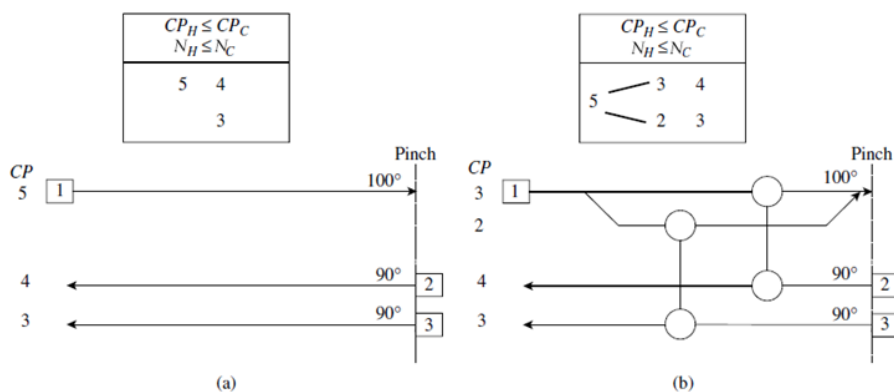 CP_H ≤ CP_C
N_H ≤ N_C
5 4
3
CP
5 1 100° Pinch
4 90° 2
3 90° 3
(a)
CP_H ≤ CP_C
N_H ≤ N_C
5 3 4
2 3
CP
3 1 100° Pinch
2
4 90° 2
3 90° 3
(b)